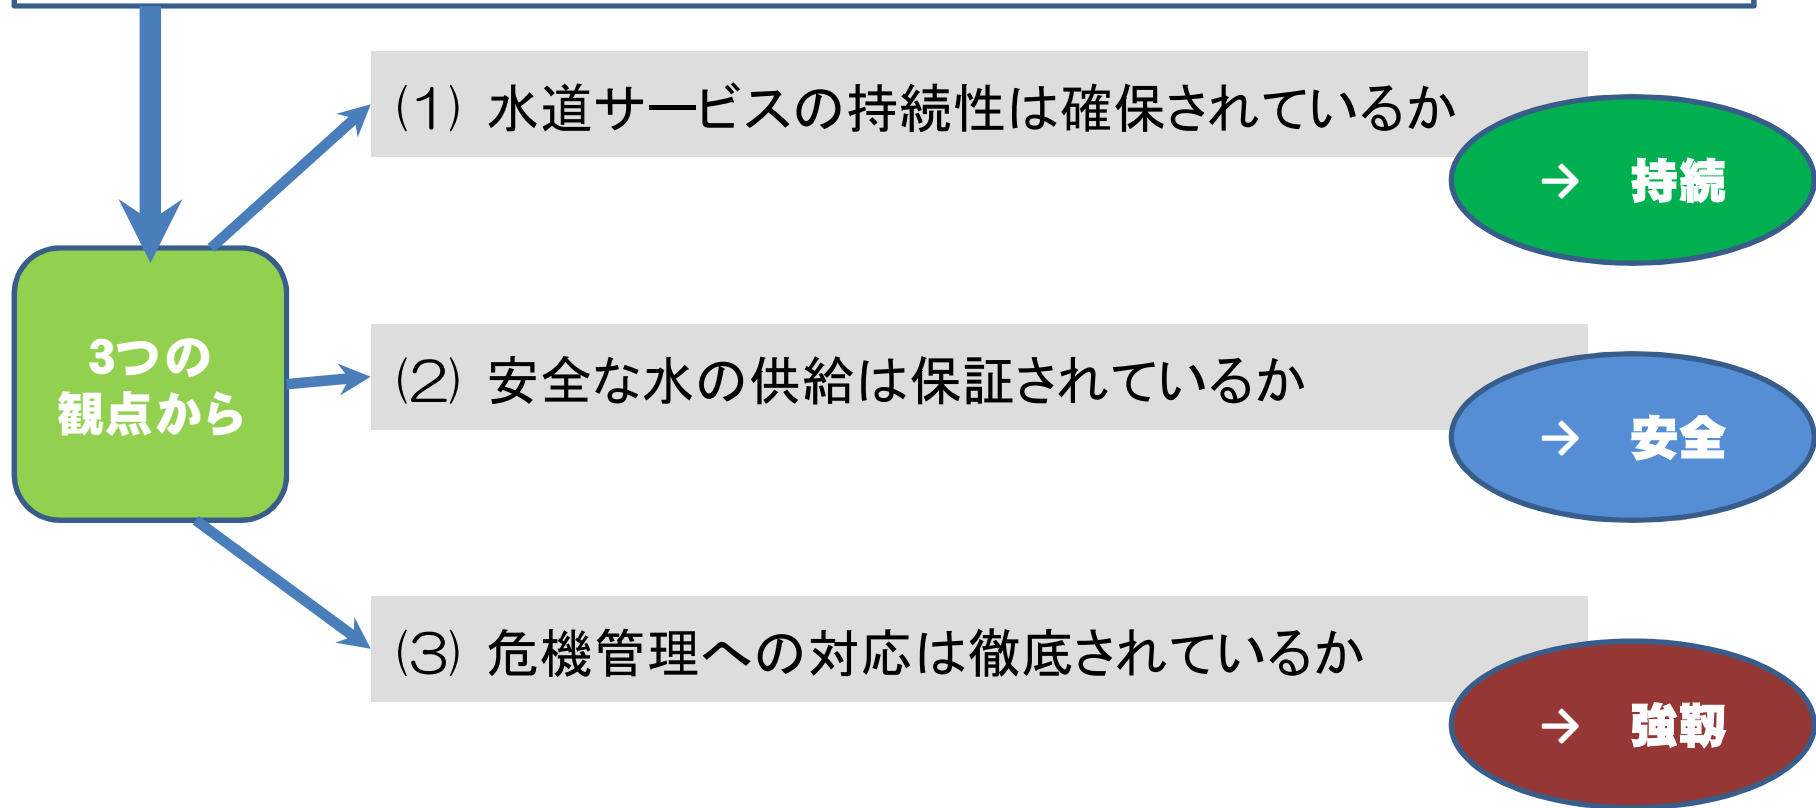 (1) 水道サービスの持続性は確保されているか
→ 持続
3つの
観点から
(2) 安全な水の供給は保証されているか
→ 安全
(3) 危機管理への対応は徹底されているか
→ 強靭